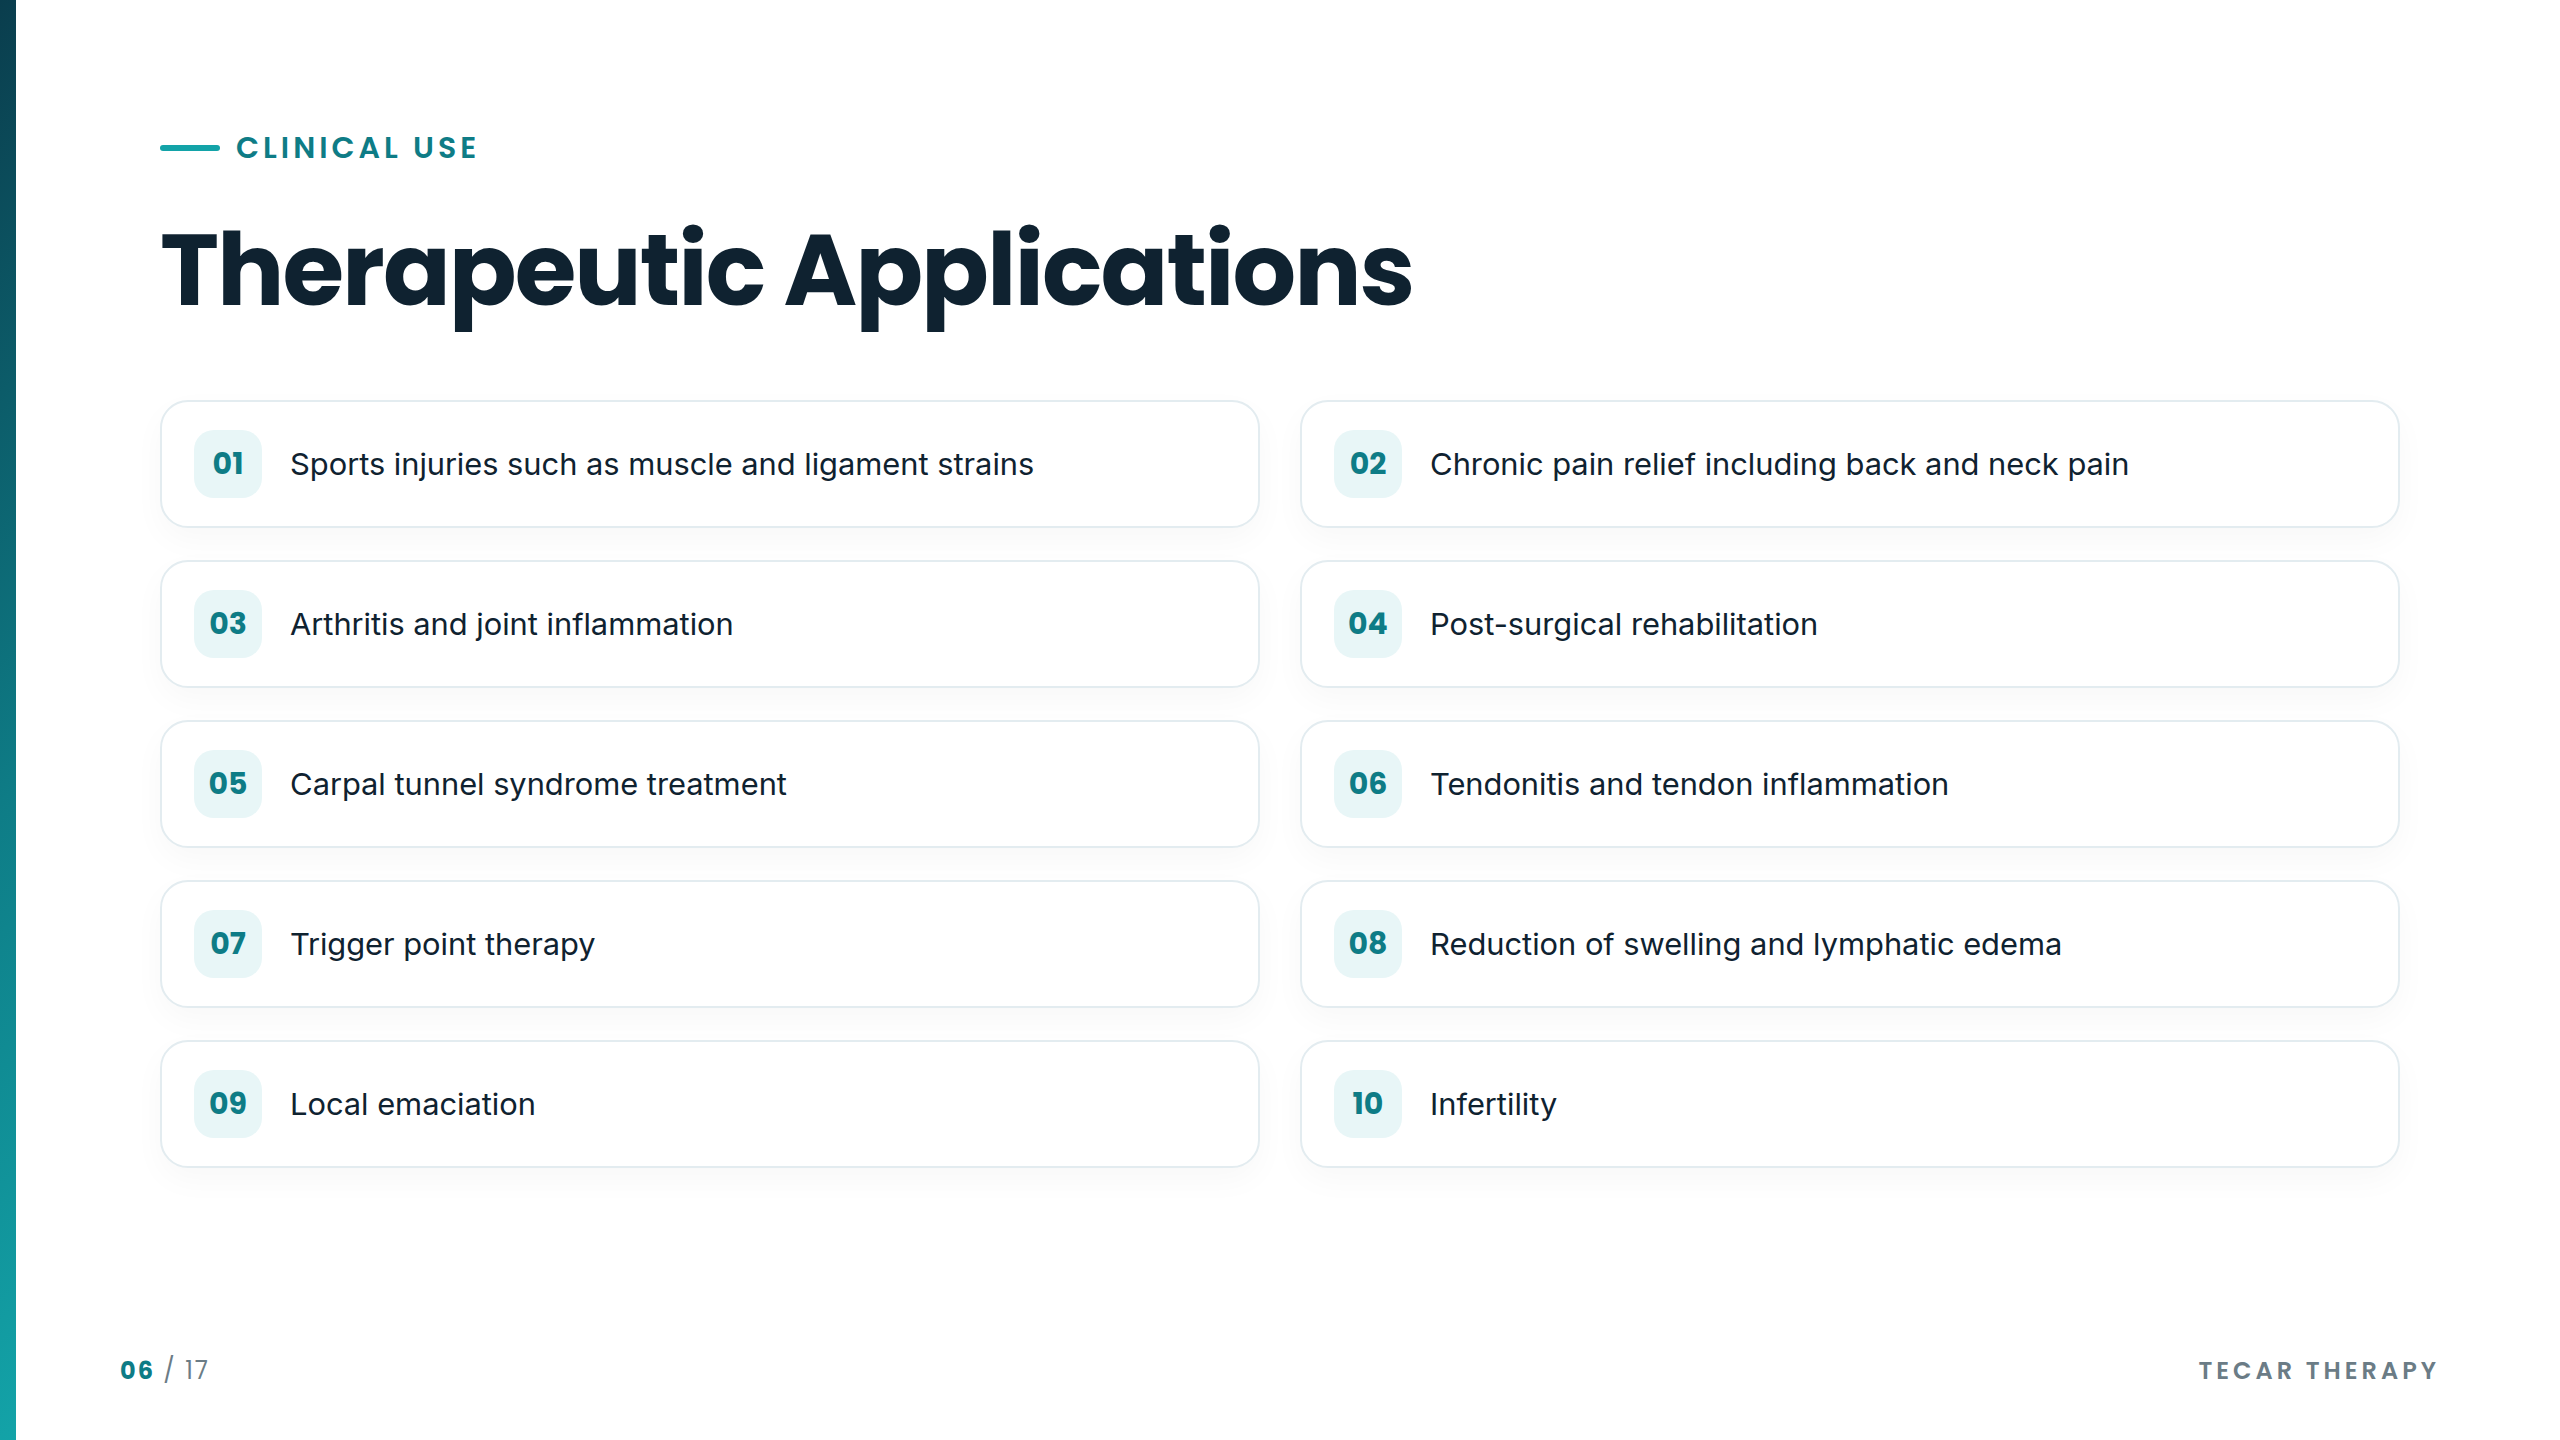 CLINICAL USE
Therapeutic Applications
01 Sports injuries such as muscle and ligament strains
02 Chronic pain relief including back and neck pain
03 Arthritis and joint inflammation
04 Post-surgical rehabilitation
05 Carpal tunnel syndrome treatment
06 Tendonitis and tendon inflammation
07 Trigger point therapy
08 Reduction of swelling and lymphatic edema
09 Local emaciation
10 Infertility
06 / 17
TECAR THERAPY